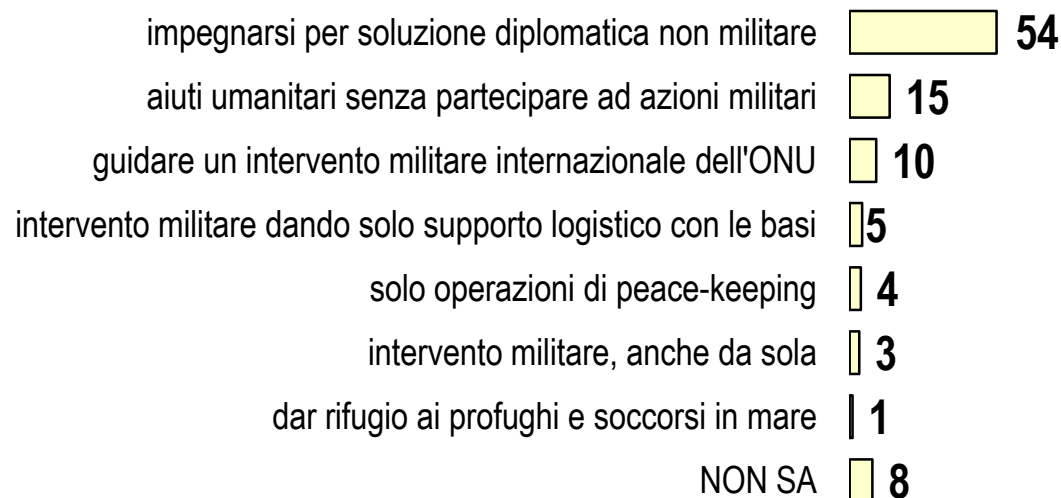 impegnarsi per soluzione diplomatica non militare 54
aiuti umanitari senza partecipare ad azioni militari 15
guidare un intervento militare internazionale dell'ONU 10
intervento militare dando solo supporto logistico con le basi 5
solo operazioni di peace-keeping 4
intervento militare, anche da sola 3
dar rifugio ai profughi e soccorsi in mare 1
NON SA 8